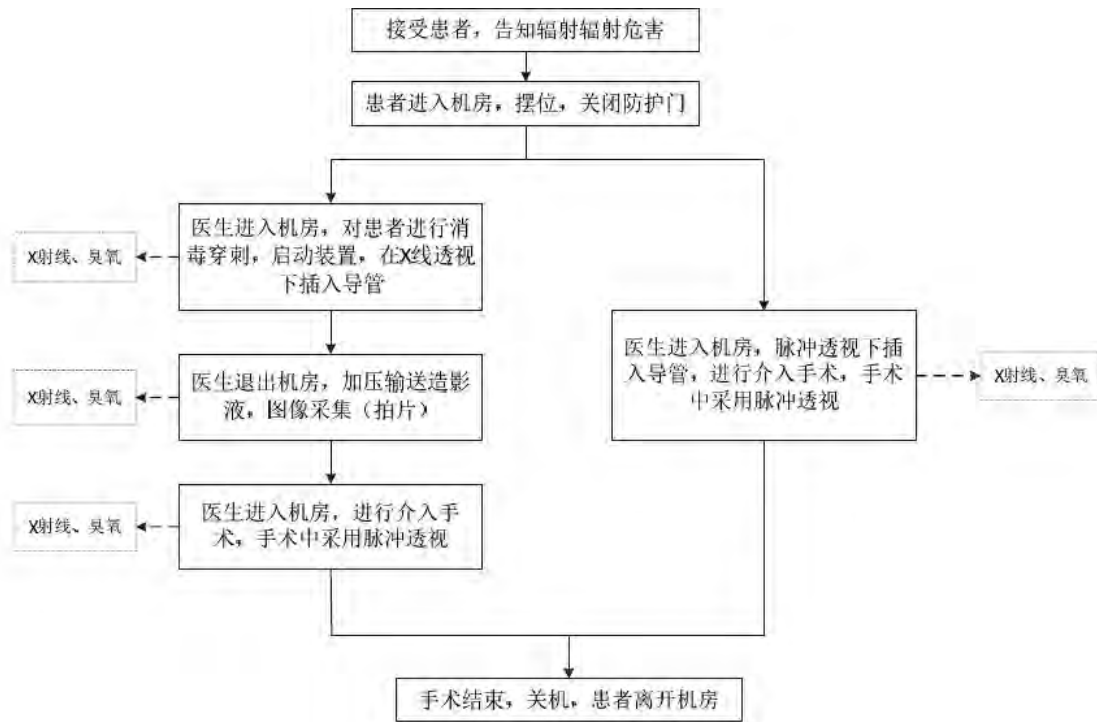 接受患者，告知辐射辐射危害
患者进入机房，摆位，关闭防护门
医生进入机房，对患者进行消
毒穿刺，启动装置，在X线透视
下插入导管
X射线、臭氧
医生退出机房，加压输送造影
液，图像采集（拍片）
X射线、臭氧
医生进入机房，进行介入手
术，手术中采用脉冲透视
X射线、臭氧
医生进入机房，脉冲透视下插
入导管，进行介入手术，手术
中采用脉冲透视
X射线、臭氧
手术结束，关机，患者离开机房